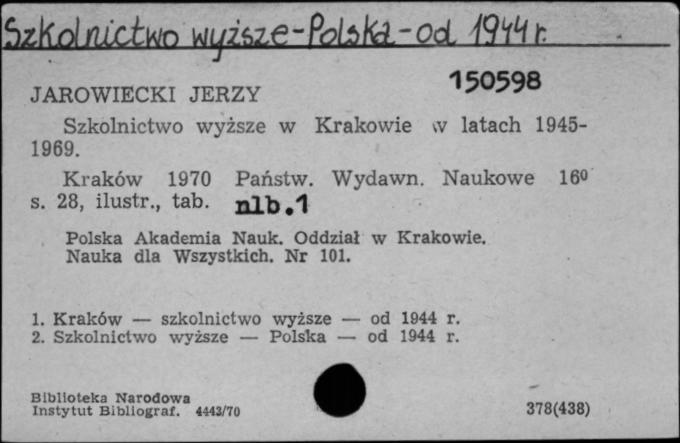 Szkolnictwo wyższe-Polska-od 1944 r.
150598
JAROWIECKI JERZY
Szkolnictwo wyższe w Krakowie w latach 1945-
1969.
Kraków 1970 Państw. Wydawn. Naukowe 16⁰
s. 28, ilustr., tab. nlb.1
Polska Akademia Nauk. Oddział w Krakowie.
Nauka dla Wszystkich. Nr 101.
1. Kraków — szkolnictwo wyższe — od 1944 r.
2. Szkolnictwo wyższe — Polska — od 1944 r.
Biblioteka Narodowa
Instytut Bibliograf. 4443/70
378(438)